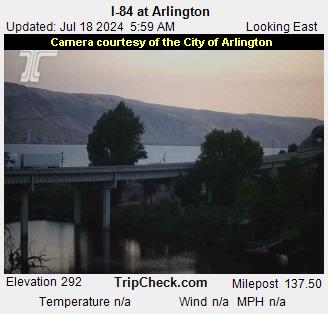 I-84 at Arlington
Updated: Jul 18 2024 5:59 AM Looking East
Camera courtesy of the City of Arlington
Elevation 292 TripCheck.com Milepost 137.50
Temperature n/a Wind n/a MPH n/a